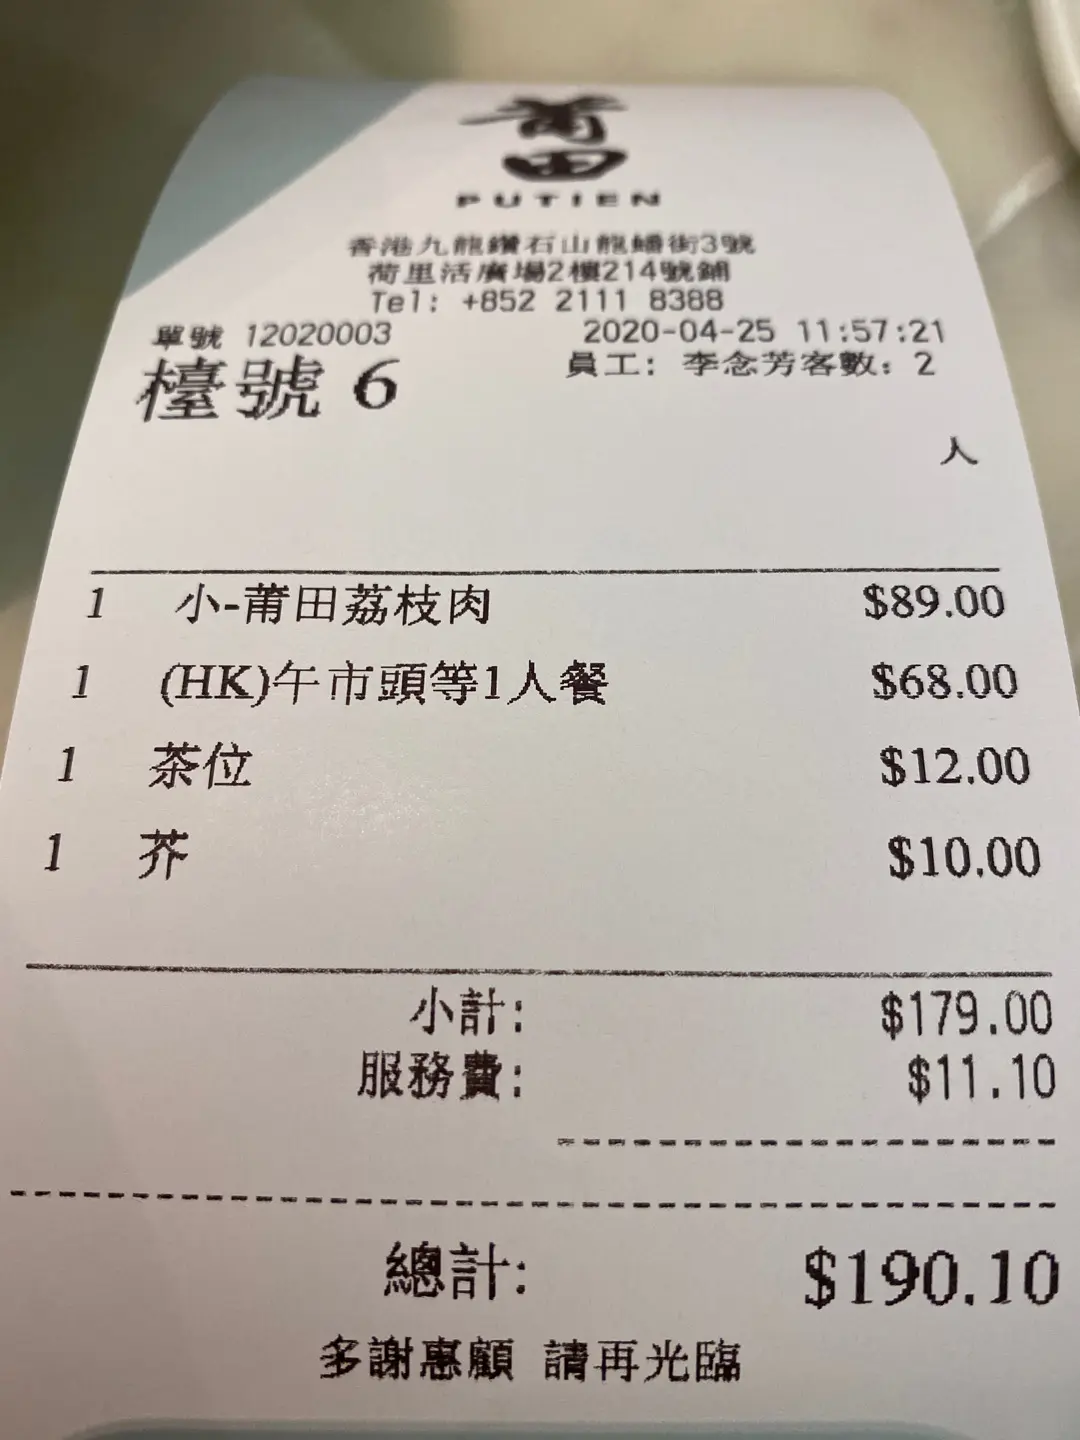 莆田
PUTIEN
香港九龍鑽石山龍蟠街3號
荷里活廣場2樓214號鋪
Tel: +852 2111 8388
單號 12020003 2020-04-25 11:57:21
檯號 6 員工: 李念芳客數: 2
人
1 小-莆田荔枝肉 $89.00
1 (HK)午市頭等1人餐 $68.00
1 茶位 $12.00
1 芥 $10.00
小計: $179.00
服務費: $11.10
總計: $190.10
多謝惠顧 請再光臨